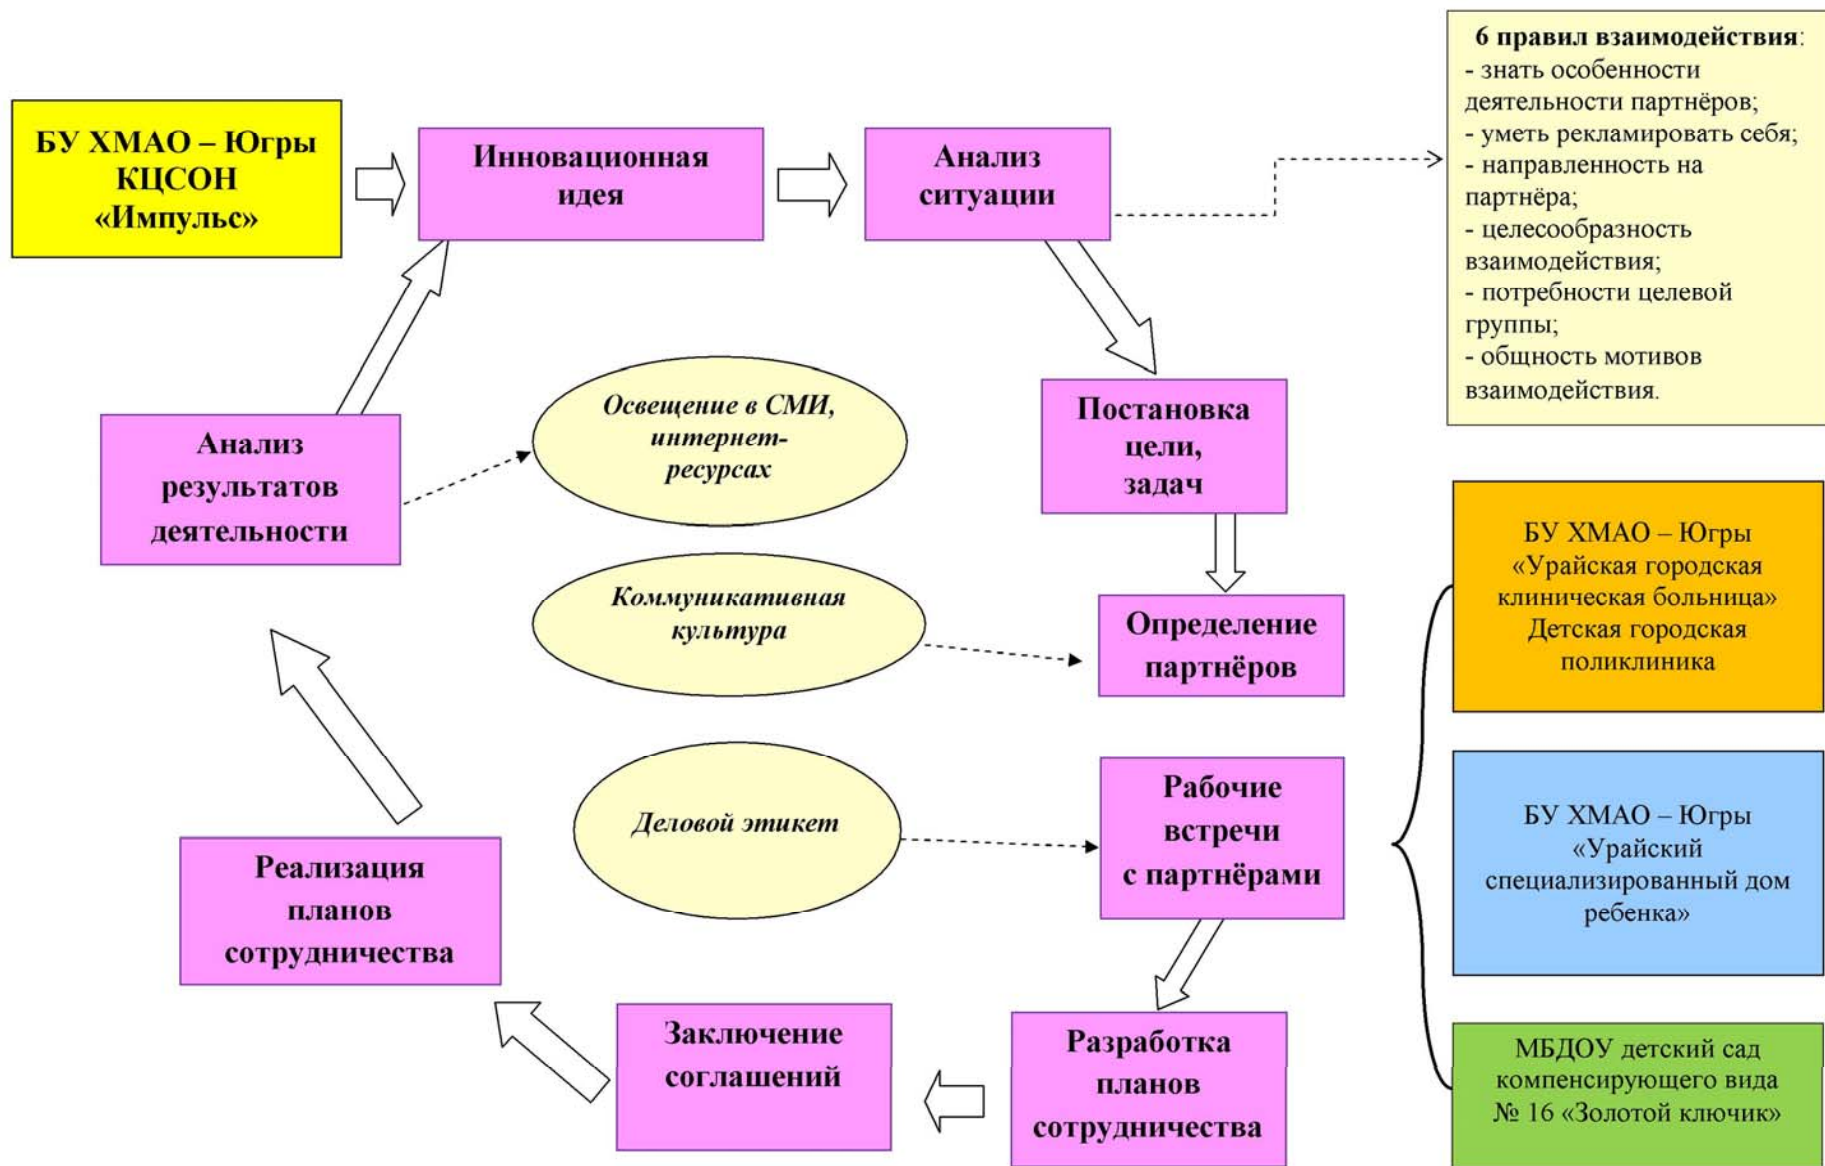 БУ ХМАО – Югры
КЦСОН
«Импульс»
Инновационная
идея
Анализ
ситуации
6 правил взаимодействия:
- знать особенности
деятельности партнёров;
- уметь рекламировать себя;
- направленность на
партнёра;
- целесообразность
взаимодействия;
- потребности целевой
группы;
- общность мотивов
взаимодействия.
Постановка
цели,
задач
Определение
партнёров
Рабочие
встречи
с партнёрами
БУ ХМАО – Югры
«Урайская городская
клиническая больница»
Детская городская
поликлиника
БУ ХМАО – Югры
«Урайский
специализированный дом
ребенка»
МБДОУ детский сад
компенсирующего вида
№ 16 «Золотой ключик»
Разработка
планов
сотрудничества
Заключение
соглашений
Реализация
планов
сотрудничества
Анализ
результатов
деятельности
Освещение в СМИ,
интернет-
ресурсах
Коммуникативная
культура
Деловой этикет